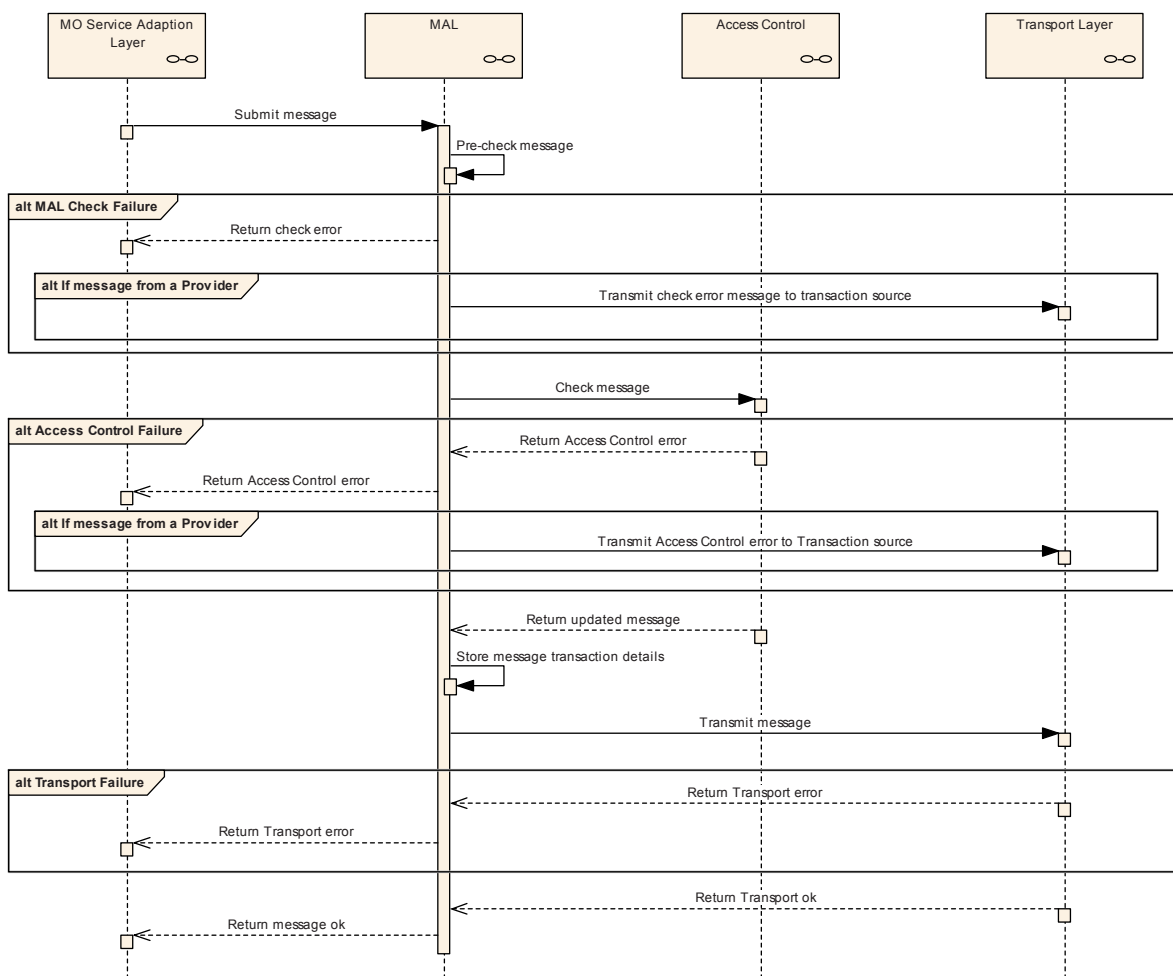 MO Service Adaption
Layer
MAL
Access Control
Transport Layer
Submit message
Pre-check message
alt MAL Check Failure
Return check error
alt If message from a Provider
Transmit check error message to transaction source
Check message
alt Access Control Failure
Return Access Control error
Return Access Control error
alt If message from a Provider
Transmit Access Control error to Transaction source
Return updated message
Store message transaction details
Transmit message
alt Transport Failure
Return Transport error
Return Transport error
Return Transport ok
Return message ok